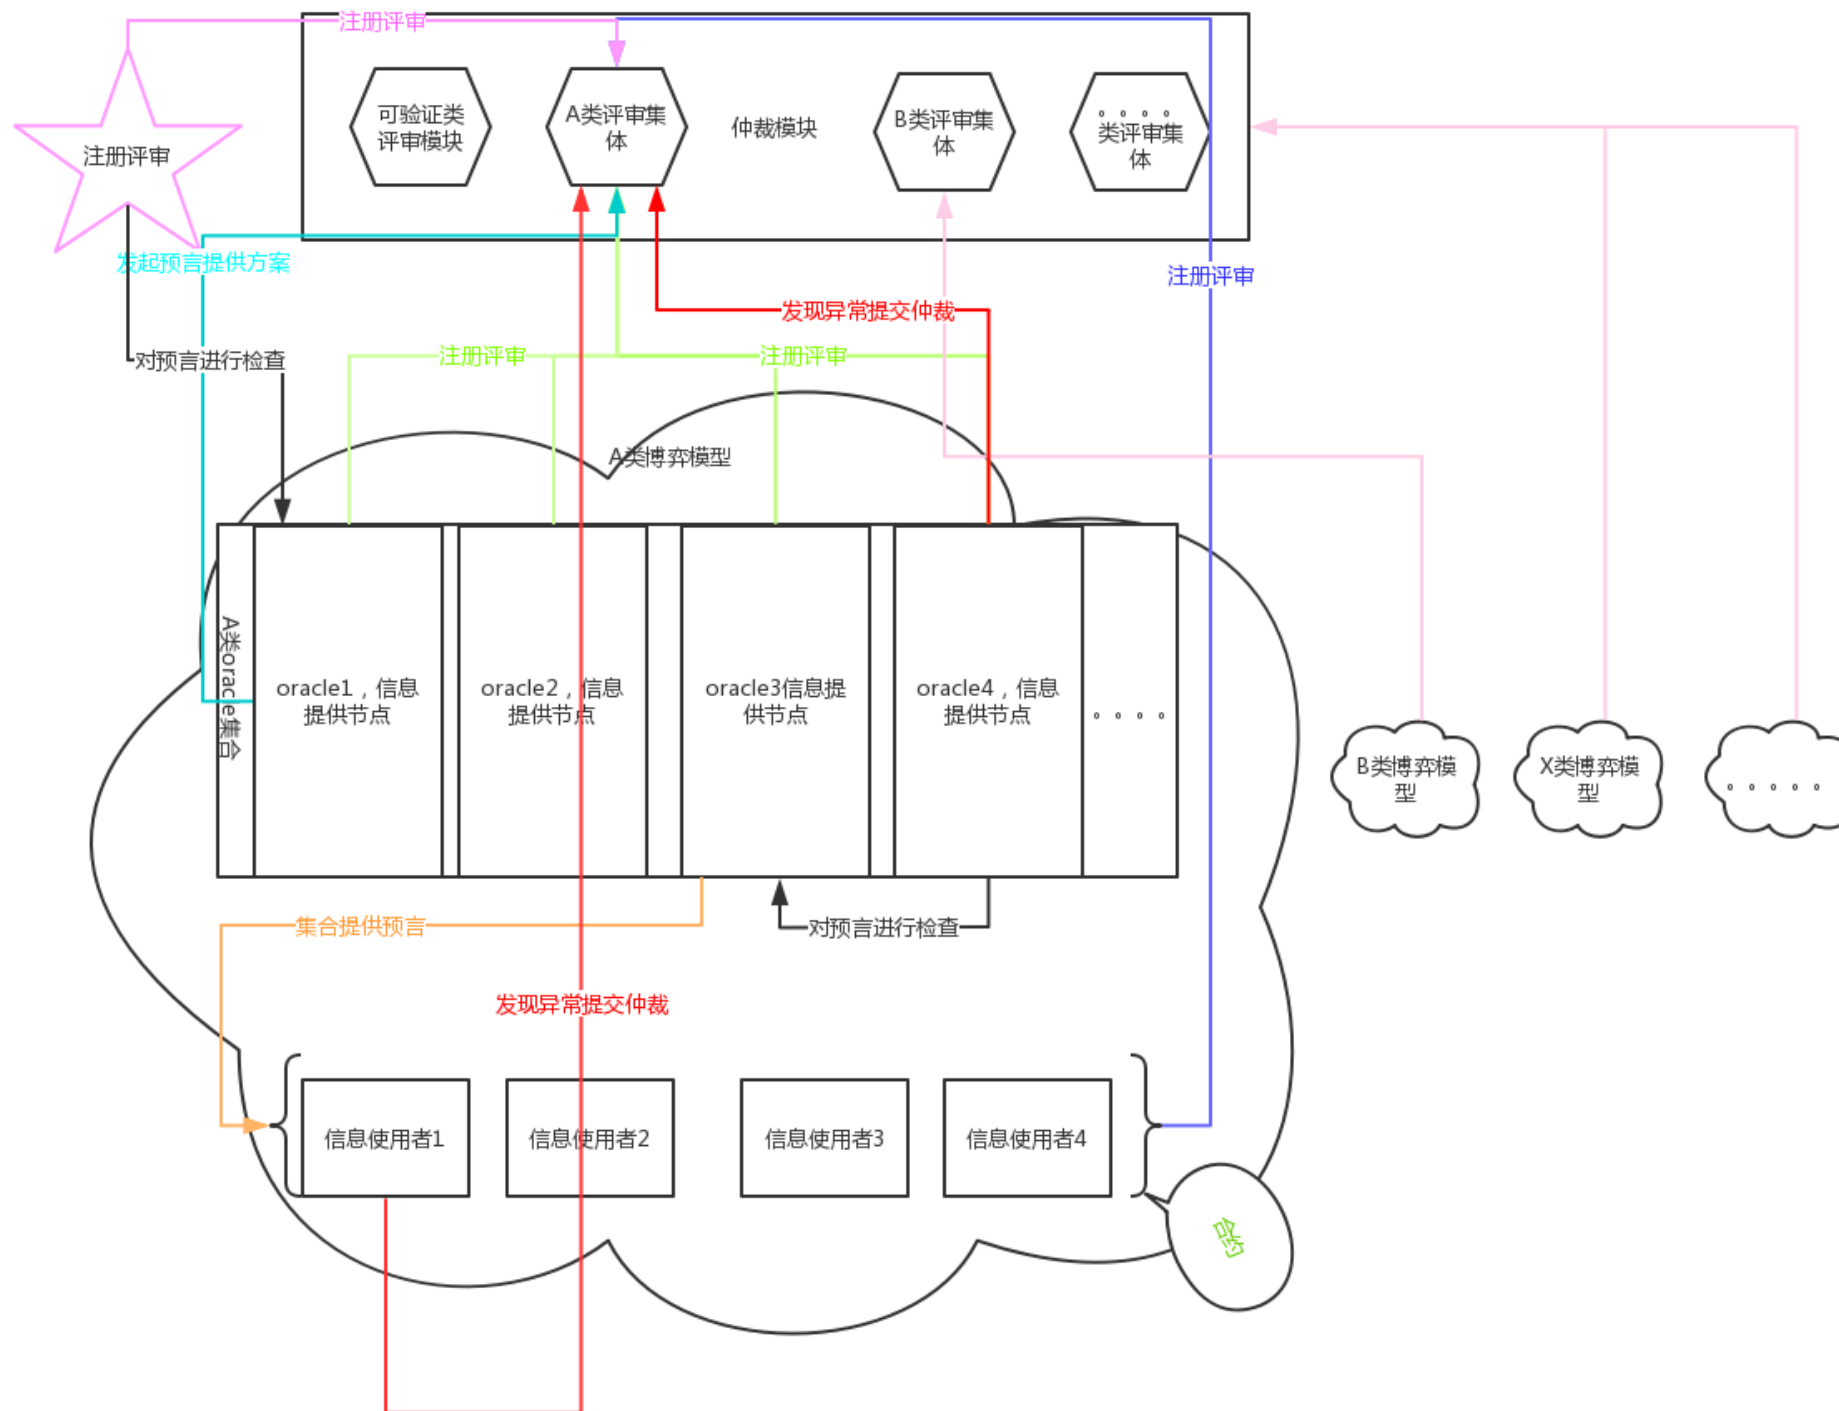 注册评审
可验证类
评审模块
A类评审集
体
仲裁模块
B类评审集
体
。。。。
类评审集
体
注册评审
发起预言提供方案
注册评审
发现异常提交仲裁
对预言进行检查
注册评审
注册评审
A类博弈模型
A类oracle集合
oracle1，信息
提供节点
oracle2，信息
提供节点
oracle3信息提
供节点
oracle4，信息
提供节点
。。。。
B类博弈模
型
X类博弈模
型
。。。。。
集合提供预言
对预言进行检查
发现异常提交仲裁
信息使用者1
信息使用者2
信息使用者3
信息使用者4
合约